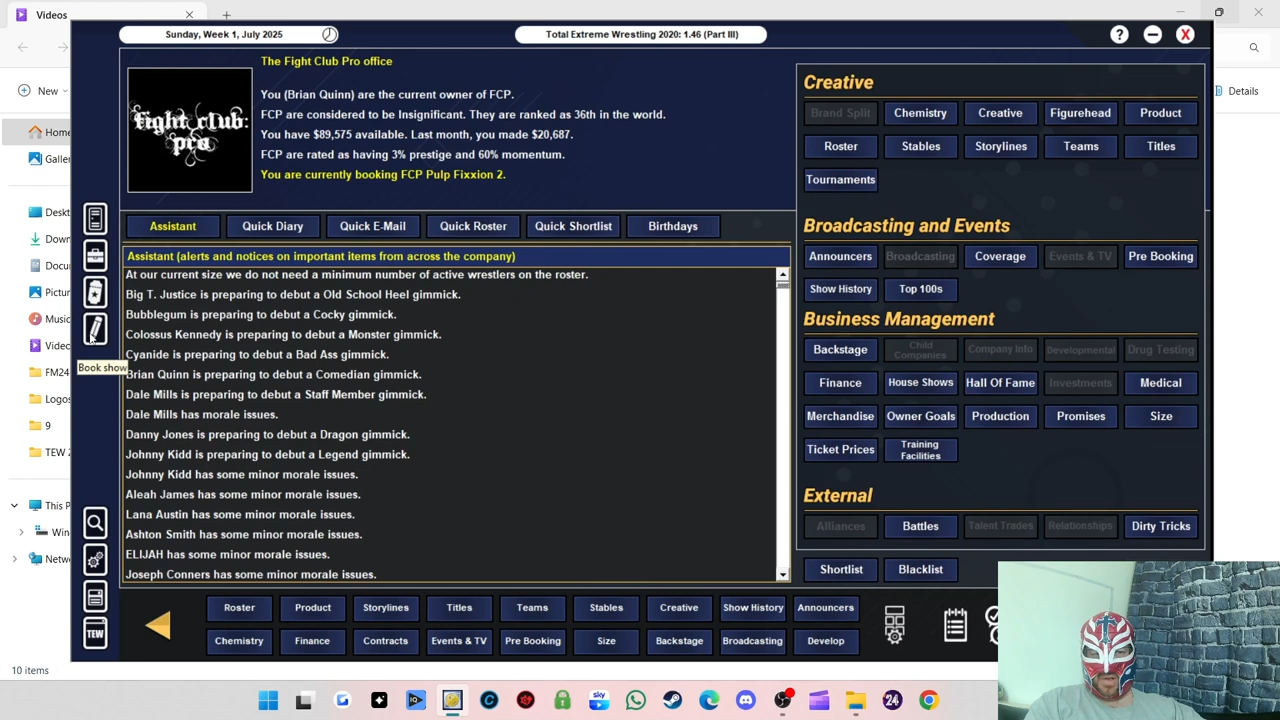 Videos
Sunday, Week 1, July 2025
Total Extreme Wrestling 2020: 1.46 (Part III)
?
X
The Fight Club Pro office
fight club:
pro
You (Brian Quinn) are the current owner of FCP.
FCP are considered to be Insignificant. They are ranked as 36th in the world.
You have $89,575 available. Last month, you made $20,687.
FCP are rated as having 3% prestige and 60% momentum.
You are currently booking FCP Pulp Fixxion 2.
New
Details
Home
Galler
Deskt
Down
Docu
Pictur
Music
Video
FM24
Logos
9
TEW 2
This P
Win
Netwo
10 items
Assistant
Quick Diary
Quick E-Mail
Quick Roster
Quick Shortlist
Birthdays
Assistant (alerts and notices on important items from across the company)
At our current size we do not need a minimum number of active wrestlers on the roster.
Big T. Justice is preparing to debut a Old School Heel gimmick.
Bubblegum is preparing to debut a Cocky gimmick.
Colossus Kennedy is preparing to debut a Monster gimmick.
Cyanide is preparing to debut a Bad Ass gimmick.
Book show
Brian Quinn is preparing to debut a Comedian gimmick.
Dale Mills is preparing to debut a Staff Member gimmick.
Dale Mills has morale issues.
Danny Jones is preparing to debut a Dragon gimmick.
Johnny Kidd is preparing to debut a Legend gimmick.
Johnny Kidd has some minor morale issues.
Aleah James has some minor morale issues.
Lana Austin has some minor morale issues.
Ashton Smith has some minor morale issues.
ELIJAH has some minor morale issues.
Joseph Conners has some minor morale issues.
Creative
Brand Split
Chemistry
Creative
Figurehead
Product
Roster
Stables
Storylines
Teams
Titles
Tournaments
Broadcasting and Events
Announcers
Broadcasting
Coverage
Events & TV
Pre Booking
Show History
Top 100s
Business Management
Backstage
Child
Companies
Company Info
Developmental
Drug Testing
Finance
House Shows
Hall Of Fame
Investments
Medical
Merchandise
Owner Goals
Production
Promises
Size
Ticket Prices
Training
Facilities
External
Alliances
Battles
Talent Trades
Relationships
Dirty Tricks
Shortlist
Blacklist
Roster
Product
Storylines
Titles
Teams
Stables
Creative
Show History
Announcers
Chemistry
Finance
Contracts
Events & TV
Pre Booking
Size
Backstage
Broadcasting
Develop
TEW
sky
24